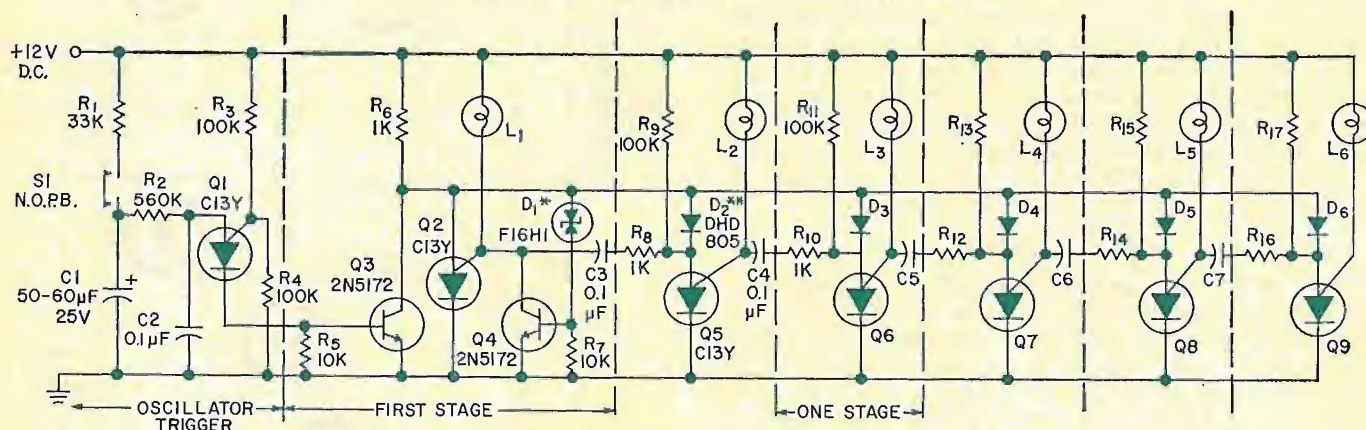 +12V
D.C.
R1
33K
S1
N.O.P.B.
C1
50-60µF
25V
+
R2
560K
C2
0.1µF
R3
100K
Q1
C13Y
R4
100K
R5
10K
R6
1K
Q3
2N5172
Q2
C13Y
L1
D1*
F16H1
Q4
2N5172
R7
10K
C3
0.1
µF
R8
1K
R9
100K
D2**
DHD
805
L2
Q5
C13Y
C4
0.1
µF
R10
1K
R11
100K
D3
L3
Q6
C5
R12
R13
D4
L4
Q7
C6
R14
R15
D5
L5
Q8
C7
R16
R17
D6
L6
Q9
OSCILLATOR
TRIGGER
FIRST STAGE
ONE STAGE